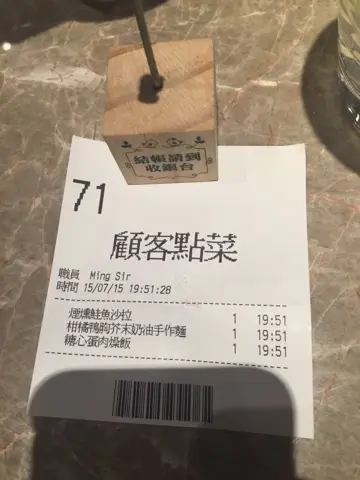 結帳請到
收銀台
71
顧客點菜
職員 Ming Sir
時間 15/07/15 19:51:28
煙燻鮭魚沙拉 1 19:51
柑橘鴨胸芥末奶油手作麵 1 19:51
糖心蛋肉燥飯 1 19:51